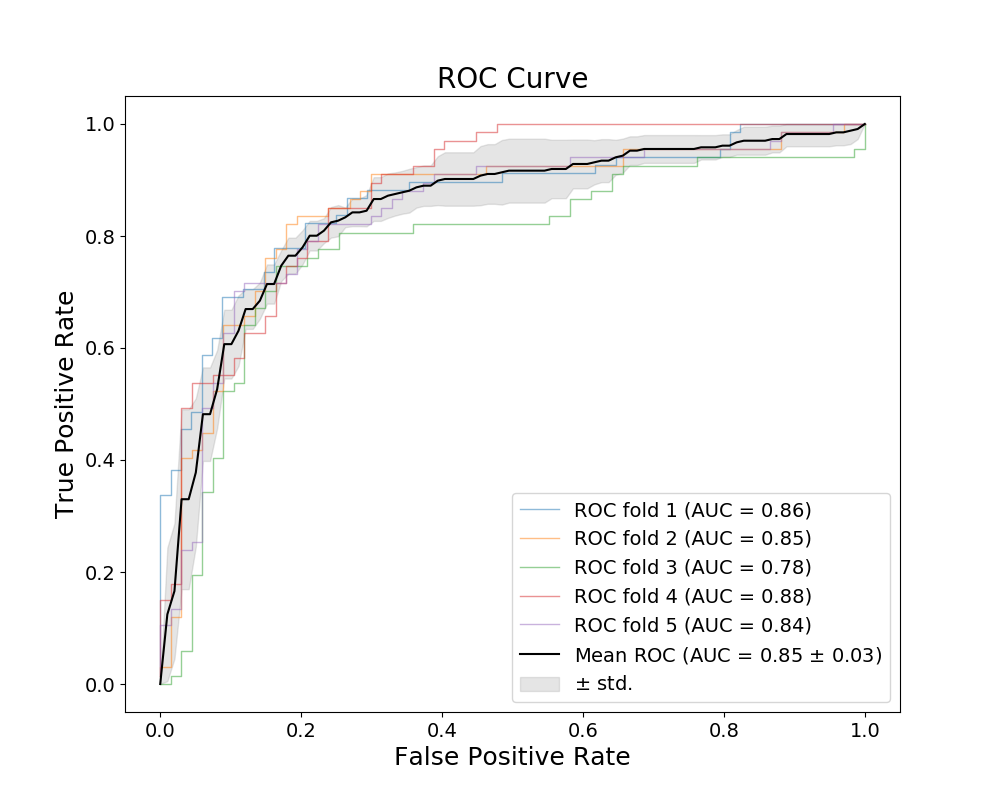 ROC Curve
1.0
0.8
0.6
0.4
0.2
0.0
True Positive Rate
ROC fold 1 (AUC = 0.86)
ROC fold 2 (AUC = 0.85)
ROC fold 3 (AUC = 0.78)
ROC fold 4 (AUC = 0.88)
ROC fold 5 (AUC = 0.84)
Mean ROC (AUC = 0.85 ± 0.03)
± std.
0.0 0.2 0.4 0.6 0.8 1.0
False Positive Rate